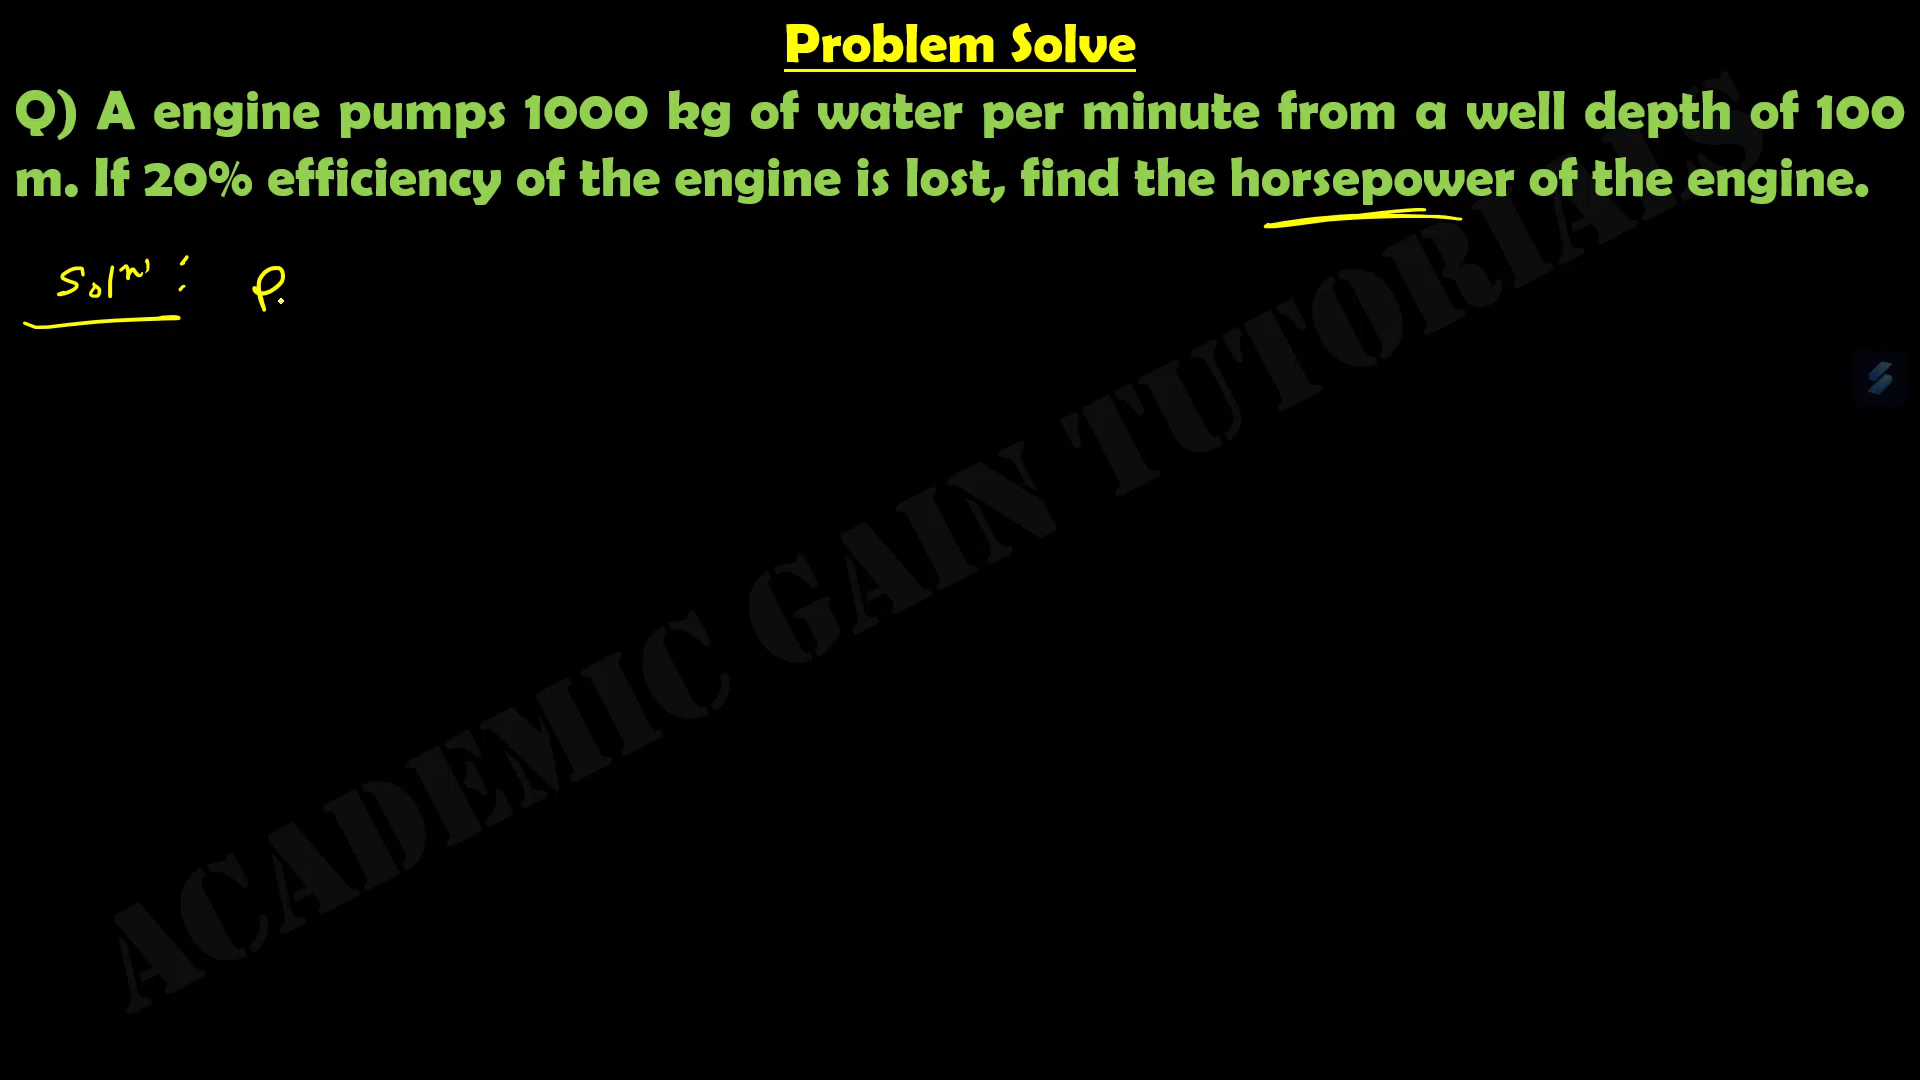 Problem Solve
Q) A engine pumps 1000 kg of water per minute from a well depth of 100
m. If 20% efficiency of the engine is lost, find the horsepower of the engine.
Solⁿ : P
ACADEMIC GAIN TUTORIALS